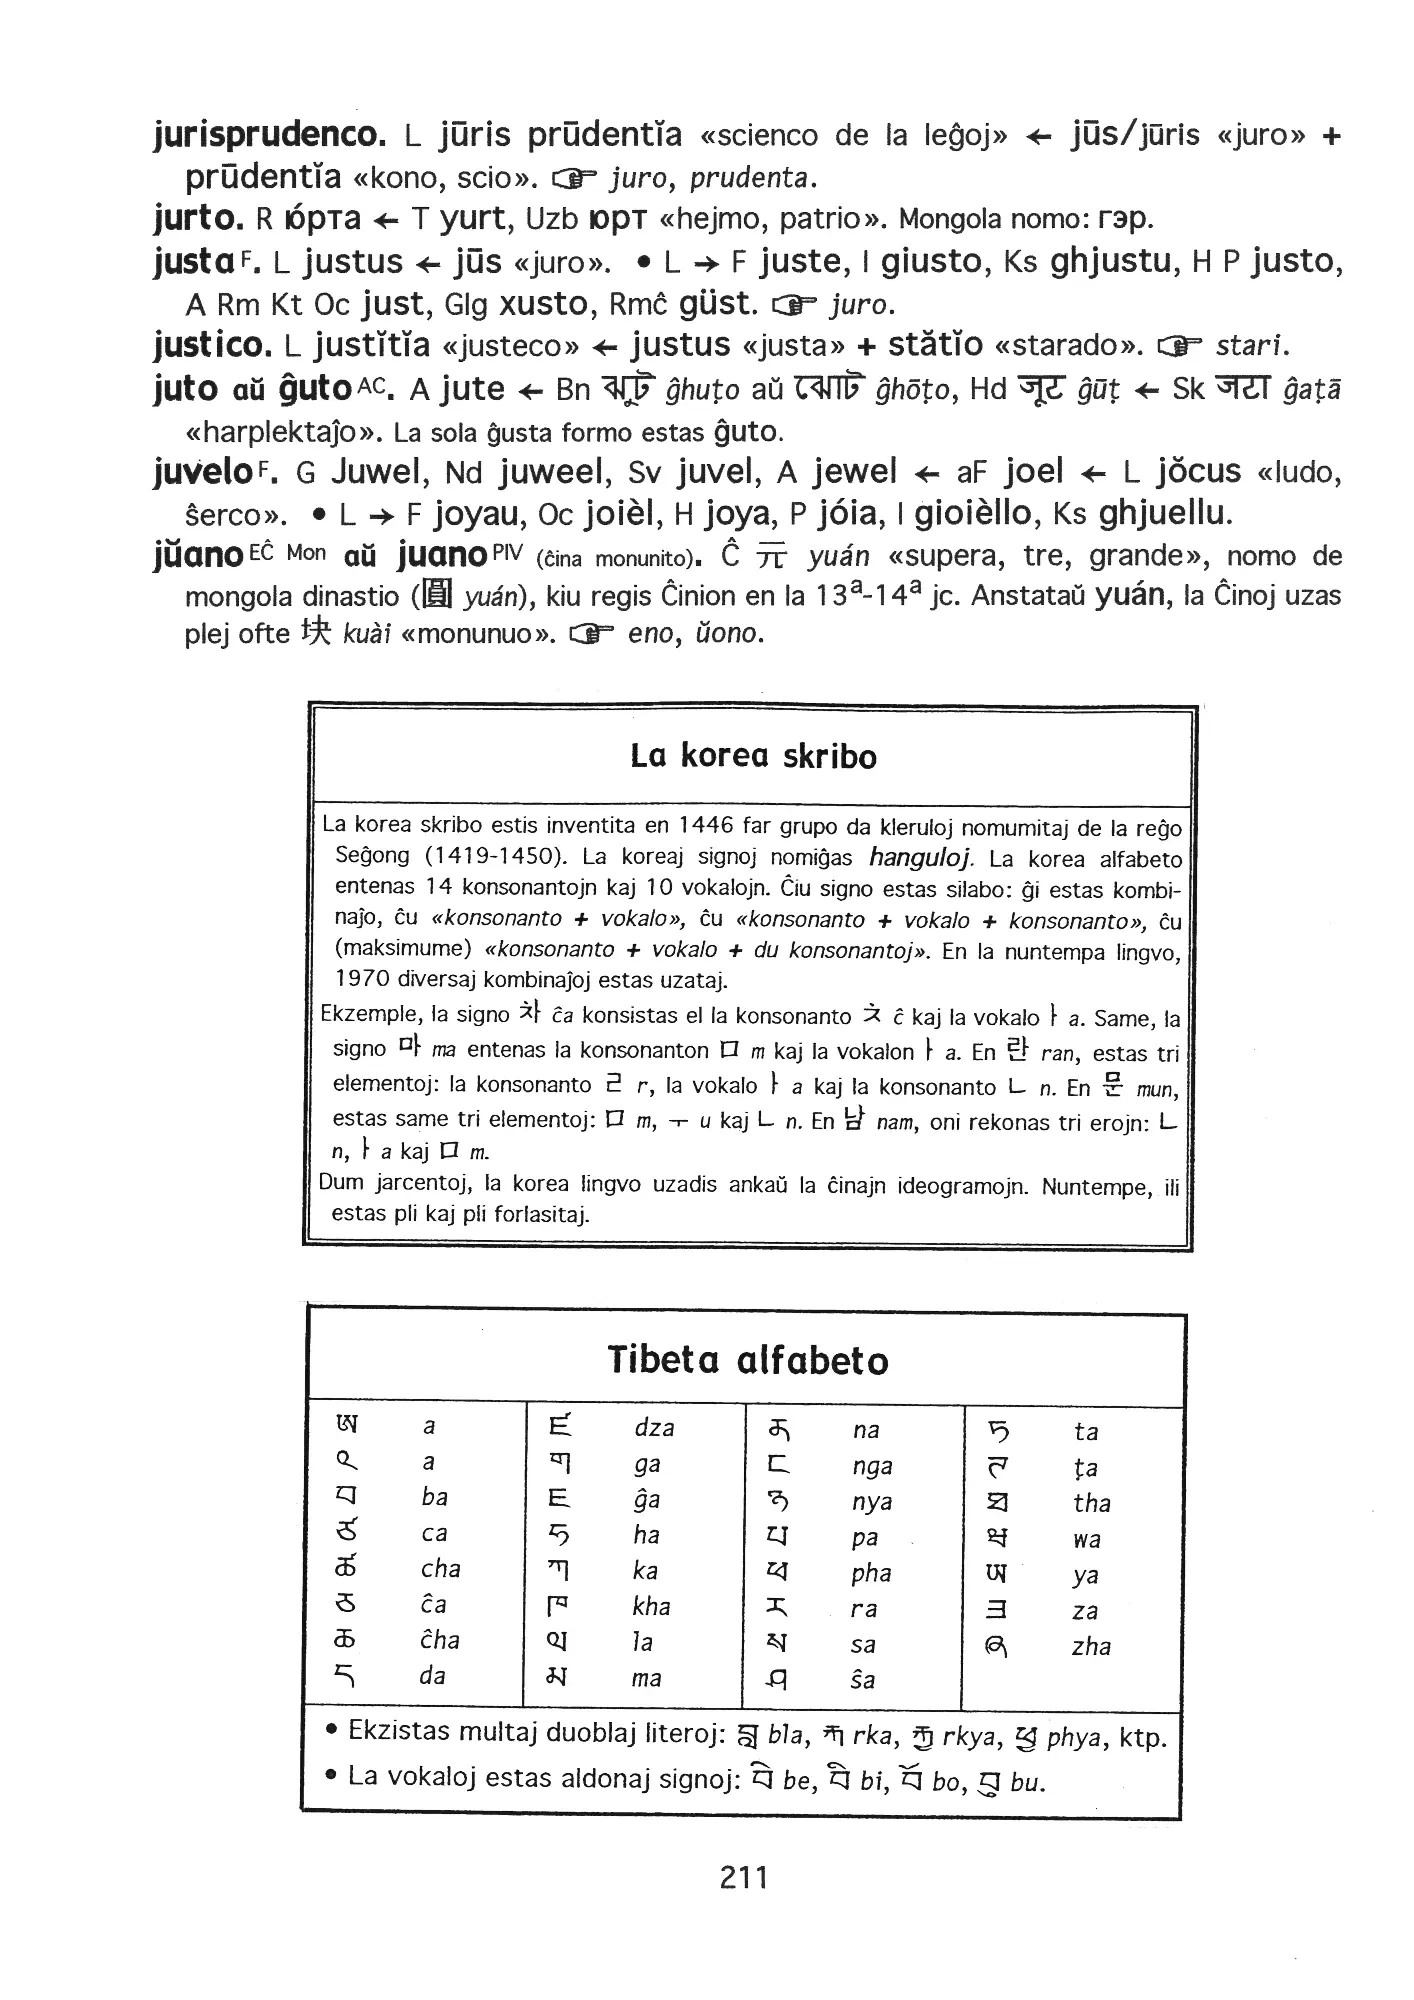 jurisprudenco. L jūris prūdentĭa «scienco de la leĝoj» ← jūs/jūris «juro» +
prūdentĭa «kono, scio». ☞ juro, prudenta.
jurto. R юрта ← T yurt, Uzb юрт «hejmo, patrio». Mongola nomo: гэр.
justa F. L justus ← jūs «juro». • L → F juste, I giusto, Ks ghjustu, H P justo,
A Rm Kt Oc just, Glg xusto, Rmĉ güst. ☞ juro.
justico. L justĭtĭa «justeco» ← justus «justa» + stătĭo «starado». ☞ stari.
juto aŭ ĝuto AC. A jute ← Bn ĝhuṭo aŭ ĝhōṭo, Hd जूट ĝūṭ ← Sk जटा ĝaṭā
«harplektaĵo». La sola ĝusta formo estas ĝuto.
juvelo F. G Juwel, Nd juweel, Sv juvel, A jewel ← aF joel ← L jŏcus «ludo,
ŝerco». • L → F joyau, Oc joièl, H joya, P jóia, I gioièllo, Ks ghjuellu.
jŭano EĈ Mon aŭ juano PIV (ĉina monunito). Ĉ 元 yuán «supera, tre, grande», nomo de
mongola dinastio (圓 yuán), kiu regis Ĉinion en la 13ª-14ª jc. Anstataŭ yuán, la Ĉinoj uzas
plej ofte 块 kuài «monunuo». ☞ eno, ŭono.
La korea skribo
La korea skribo estis inventita en 1446 far grupo da kleruloj nomumitaj de la reĝo
Seĝong (1419-1450). La koreaj signoj nomiĝas hanguloj. La korea alfabeto
entenas 14 konsonantojn kaj 10 vokalojn. Ĉiu signo estas silabo: ĝi estas kombi-
naĵo, ĉu «konsonanto + vokalo», ĉu «konsonanto + vokalo + konsonanto», ĉu
(maksimume) «konsonanto + vokalo + du konsonantoj». En la nuntempa lingvo,
1970 diversaj kombinaĵoj estas uzataj.
Ekzemple, la signo 차 ĉa konsistas el la konsonanto ㅊ ĉ kaj la vokalo ㅏ a. Same, la
signo 마 ma entenas la konsonanton ㅁ m kaj la vokalon ㅏ a. En 란 ran, estas tri
elementoj: la konsonanto ㄹ r, la vokalo ㅏ a kaj la konsonanto ㄴ n. En 문 mun,
estas same tri elementoj: ㅁ m, ㅜ u kaj ㄴ n. En 남 nam, oni rekonas tri erojn: ㄴ
n, ㅏ a kaj ㅁ m.
Dum jarcentoj, la korea lingvo uzadis ankaŭ la ĉinajn ideogramojn. Nuntempe, ili
estas pli kaj pli forlasitaj.
Tibeta alfabeto
ཨ a ཛ dza ན na ཏ ta
འ a ག ga ང nga ཊ ṭa
བ ba ཇ ĝa ཉ nya ཐ tha
ཙ ca ཧ ha པ pa ཝ wa
ཚ cha ཀ ka ཕ pha ཡ ya
ཅ ĉa ཁ kha ར ra ཟ za
ཆ ĉha ལ la ས sa ཞ zha
ད da མ ma ཤ ŝa
• Ekzistas multaj duoblaj literoj: བླ bla, རྐ rka, རྐྱ rkya, ཕྱ phya, ktp.
• La vokaloj estas aldonaj signoj: བེ be, བི bi, བོ bo, བུ bu.
211